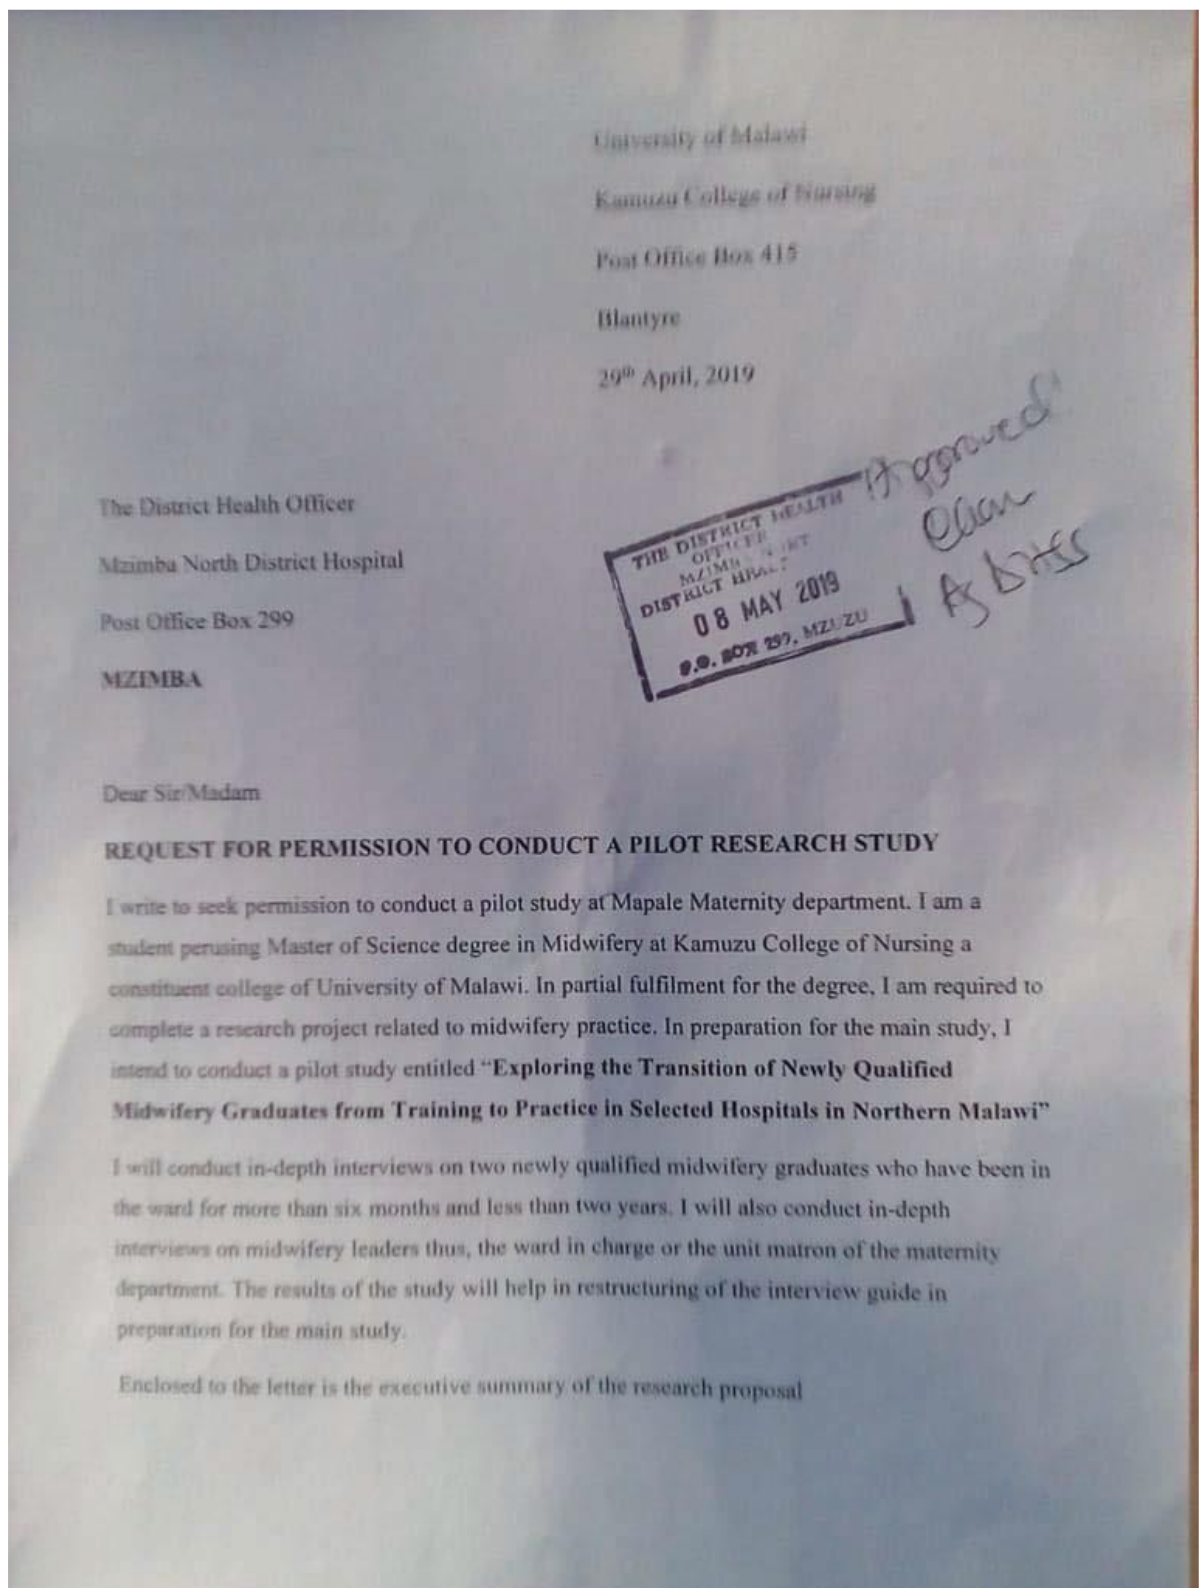 University of Malawi
Kamuzu College of Nursing
Post Office Box 415
Blantyre
29th April, 2019
Approved
THE DISTRICT HEALTH
OFFICER
DISTRICT
08 MAY 2019
P.O. BOX 297, MZUZU
The District Health Officer
Mzimba North District Hospital
Post Office Box 299
MZIMBA
Dear Sir/Madam
REQUEST FOR PERMISSION TO CONDUCT A PILOT RESEARCH STUDY
I write to seek permission to conduct a pilot study at Mapale Maternity department. I am a
student perusing Master of Science degree in Midwifery at Kamuzu College of Nursing a
constituent college of University of Malawi. In partial fulfilment for the degree, I am required to
complete a research project related to midwifery practice. In preparation for the main study, I
intend to conduct a pilot study entitled “Exploring the Transition of Newly Qualified
Midwifery Graduates from Training to Practice in Selected Hospitals in Northern Malawi”
I will conduct in-depth interviews on two newly qualified midwifery graduates who have been in
the ward for more than six months and less than two years. I will also conduct in-depth
interviews on midwifery leaders thus, the ward in charge or the unit matron of the maternity
department. The results of the study will help in restructuring of the interview guide in
preparation for the main study.
Enclosed to the letter is the executive summary of the research proposal